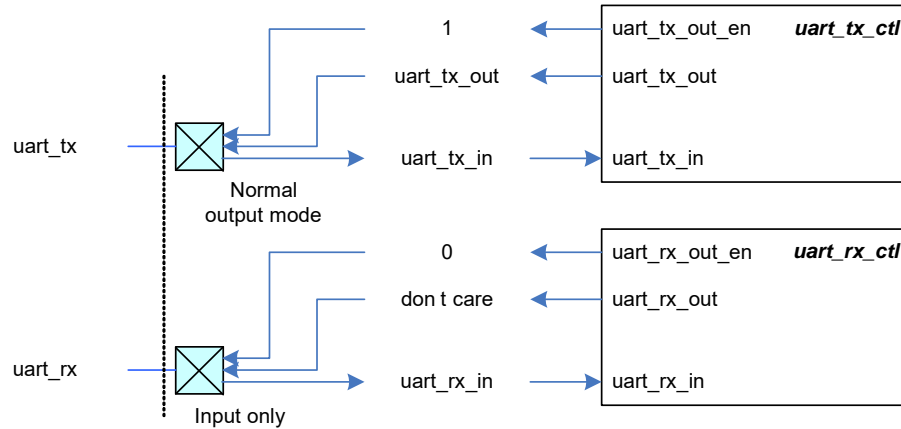 1
uart_tx_out_en
uart_tx_ctl
uart_tx_out
uart_tx_out
uart_tx
uart_tx_in
uart_tx_in
Normal
output mode
0
uart_rx_out_en
uart_rx_ctl
don t care
uart_rx_out
uart_rx
uart_rx_in
uart_rx_in
Input only